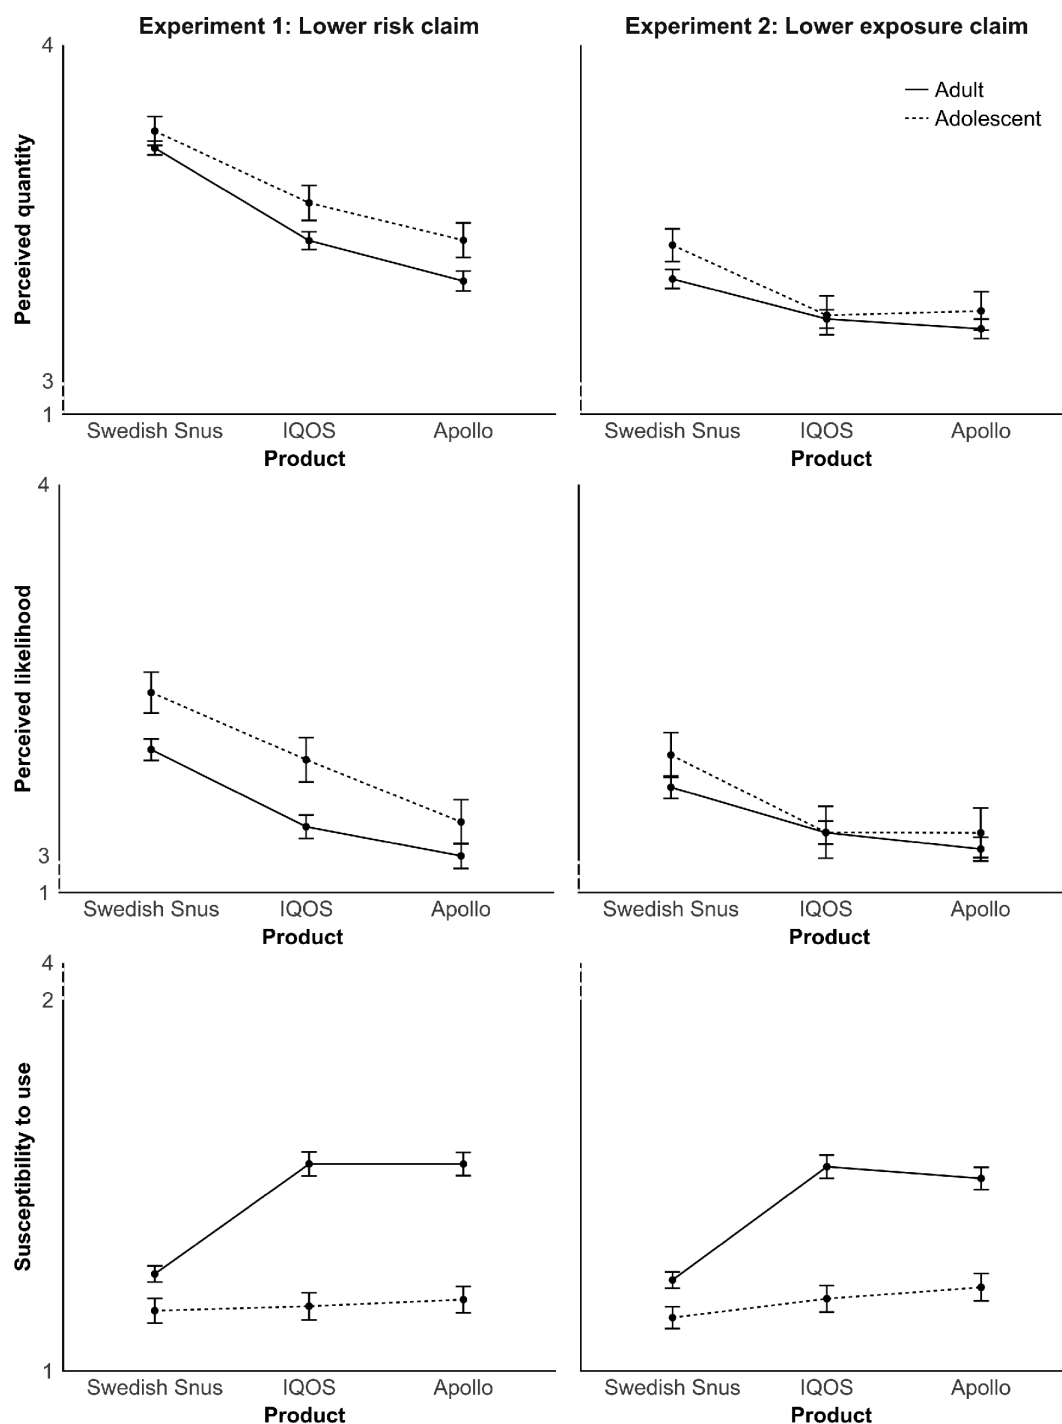 Experiment 1: Lower risk claim
Experiment 2: Lower exposure claim
4
Adult
Adolescent
Perceived quantity
3
1
Swedish Snus IQOS Apollo
Product
Swedish Snus IQOS Apollo
Product
4
Perceived likelihood
3
1
Swedish Snus IQOS Apollo
Product
Swedish Snus IQOS Apollo
Product
4
2
Susceptibility to use
1
Swedish Snus IQOS Apollo
Product
Swedish Snus IQOS Apollo
Product